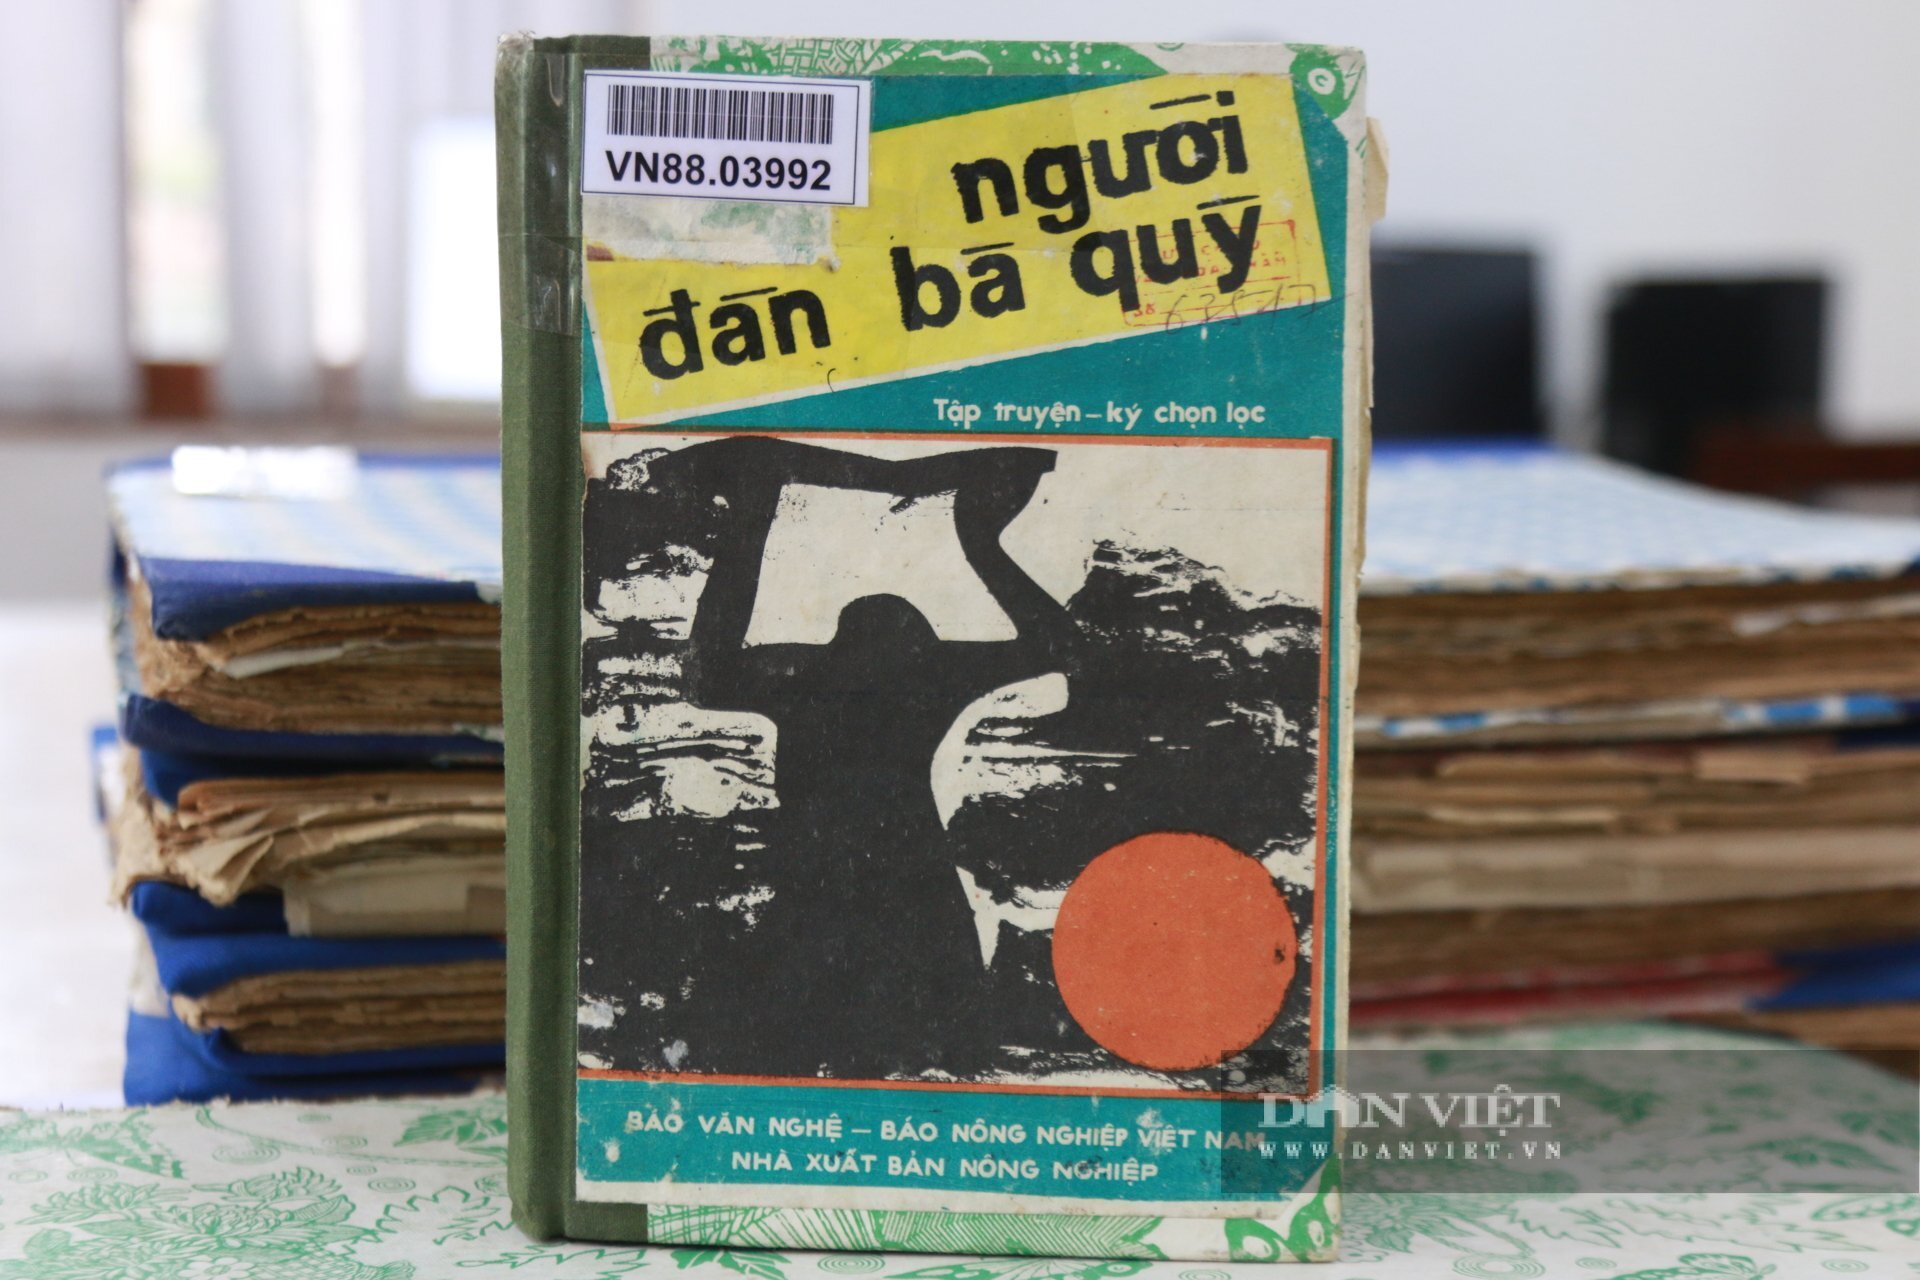 VN88.03992
người
đàn bà quỳ
Tập truyện - ký chọn lọc
BÁO VĂN NGHỆ - BÁO NÔNG NGHIỆP VIỆT NAM
NHÀ XUẤT BẢN NÔNG NGHIỆP
DÂN VIỆT
WWW.DANVIET.VN